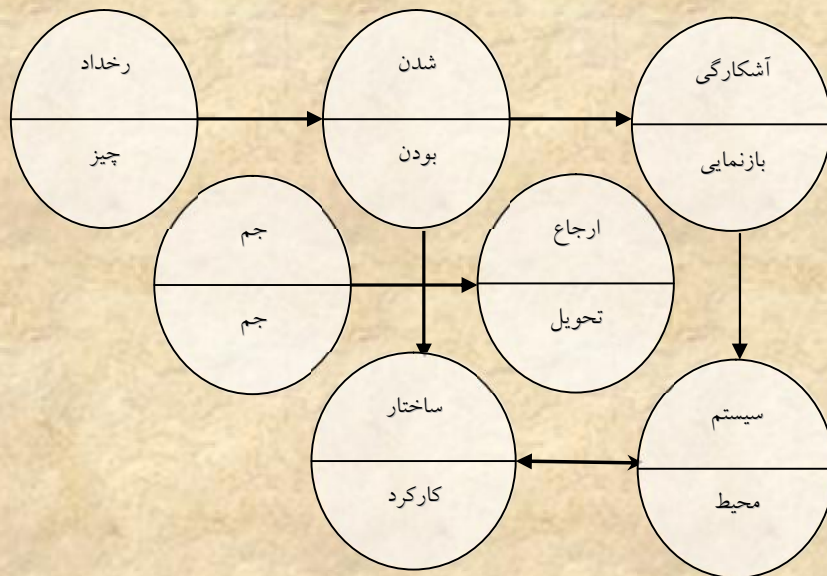 رخداد
چیز
شدن
بودن
آشکارگی
بازنمایی
جم
جم
ارجاع
تحویل
ساختار
کارکرد
سیستم
محیط